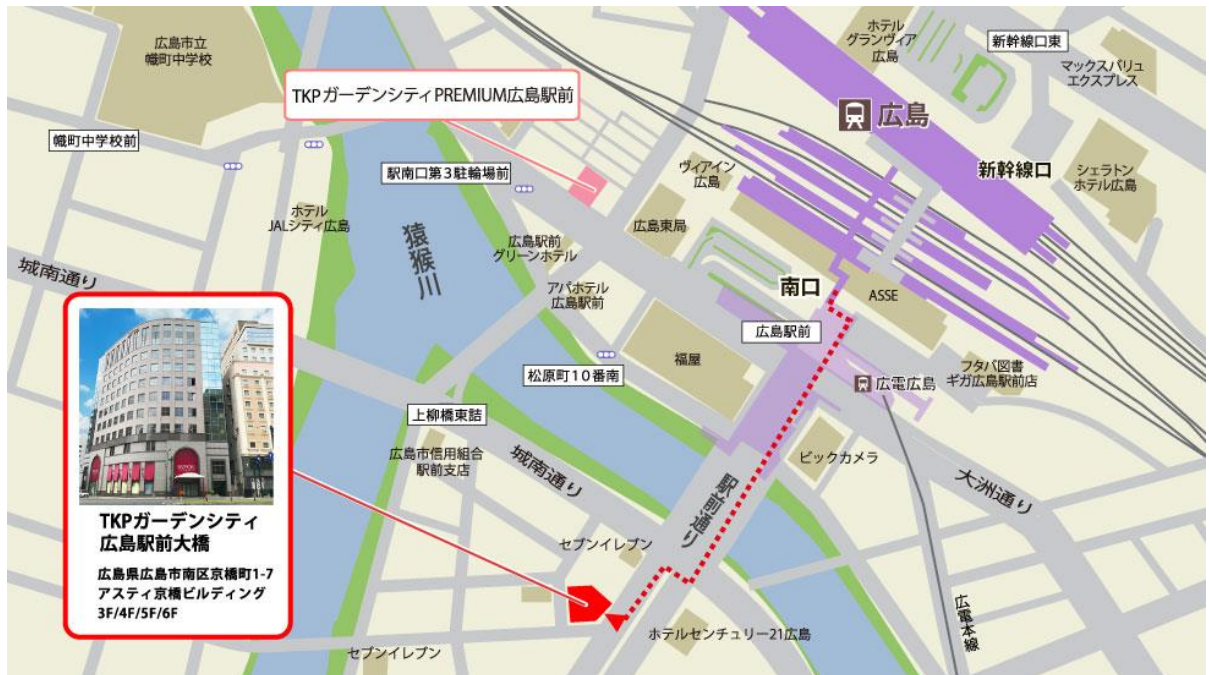 広島市立
幟町中学校
ホテル
グランヴィア
広島
新幹線口東
マックスバリュ
エクスプレス
TKPガーデンシティPREMIUM広島駅前
広島
幟町中学校前
駅南口第3駐輪場前
ヴィアイン
広島
新幹線口
シェラトン
ホテル広島
ホテル
JALシティ広島
猿猴川
広島駅前
グリーンホテル
広島東局
城南通り
アパホテル
広島駅前
南口
ASSE
広島駅前
福屋
松原町10番南
広電広島
フタバ図書
ギガ広島駅前店
上柳橋東詰
広島市信用組合
駅前支店
城南通り
駅前通り
ビックカメラ
大洲通り
TKPガーデンシティ
広島駅前大橋
広島県広島市南区京橋町1-7
アスティ京橋ビルディング
3F/4F/5F/6F
セブンイレブン
ホテルセンチュリー21広島
広電本線
セブンイレブン